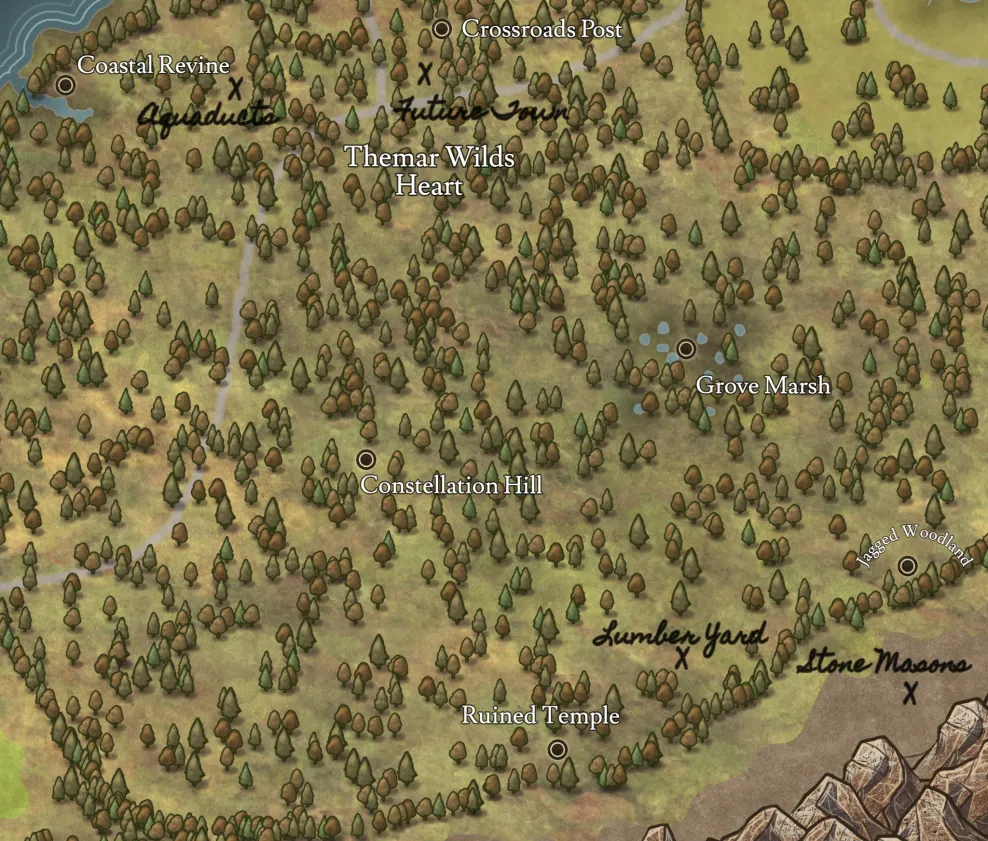 Crossroads Post
Coastal Revine
X
X
Aquaducts
Future Town
Themar Wilds
Heart
Grove Marsh
Constellation Hill
Jagged Woodland
Lumber Yard
X
Stone Masons
X
Ruined Temple